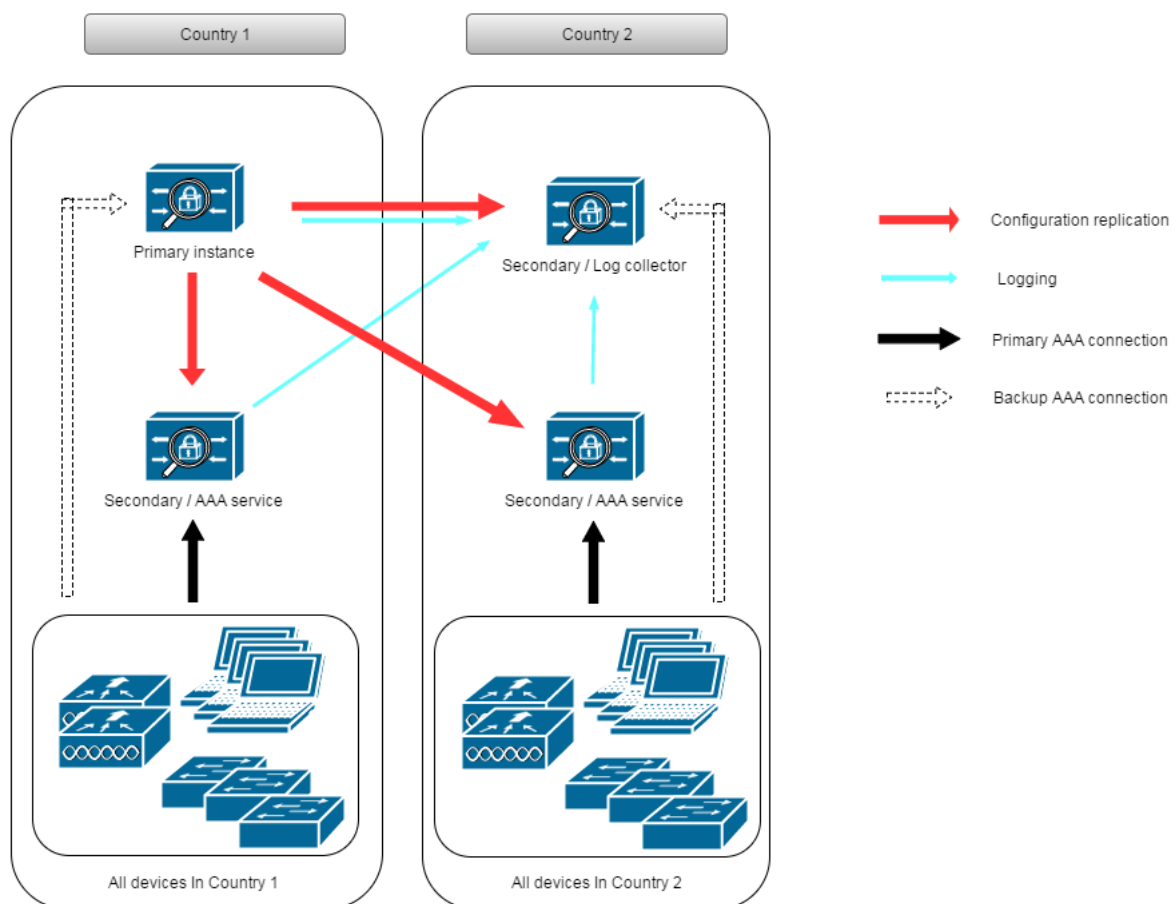 Country 1
Country 2
Primary instance
Secondary / Log collector
Configuration replication
Logging
Primary AAA connection
Backup AAA connection
Secondary / AAA service
Secondary / AAA service
All devices In Country 1
All devices In Country 2